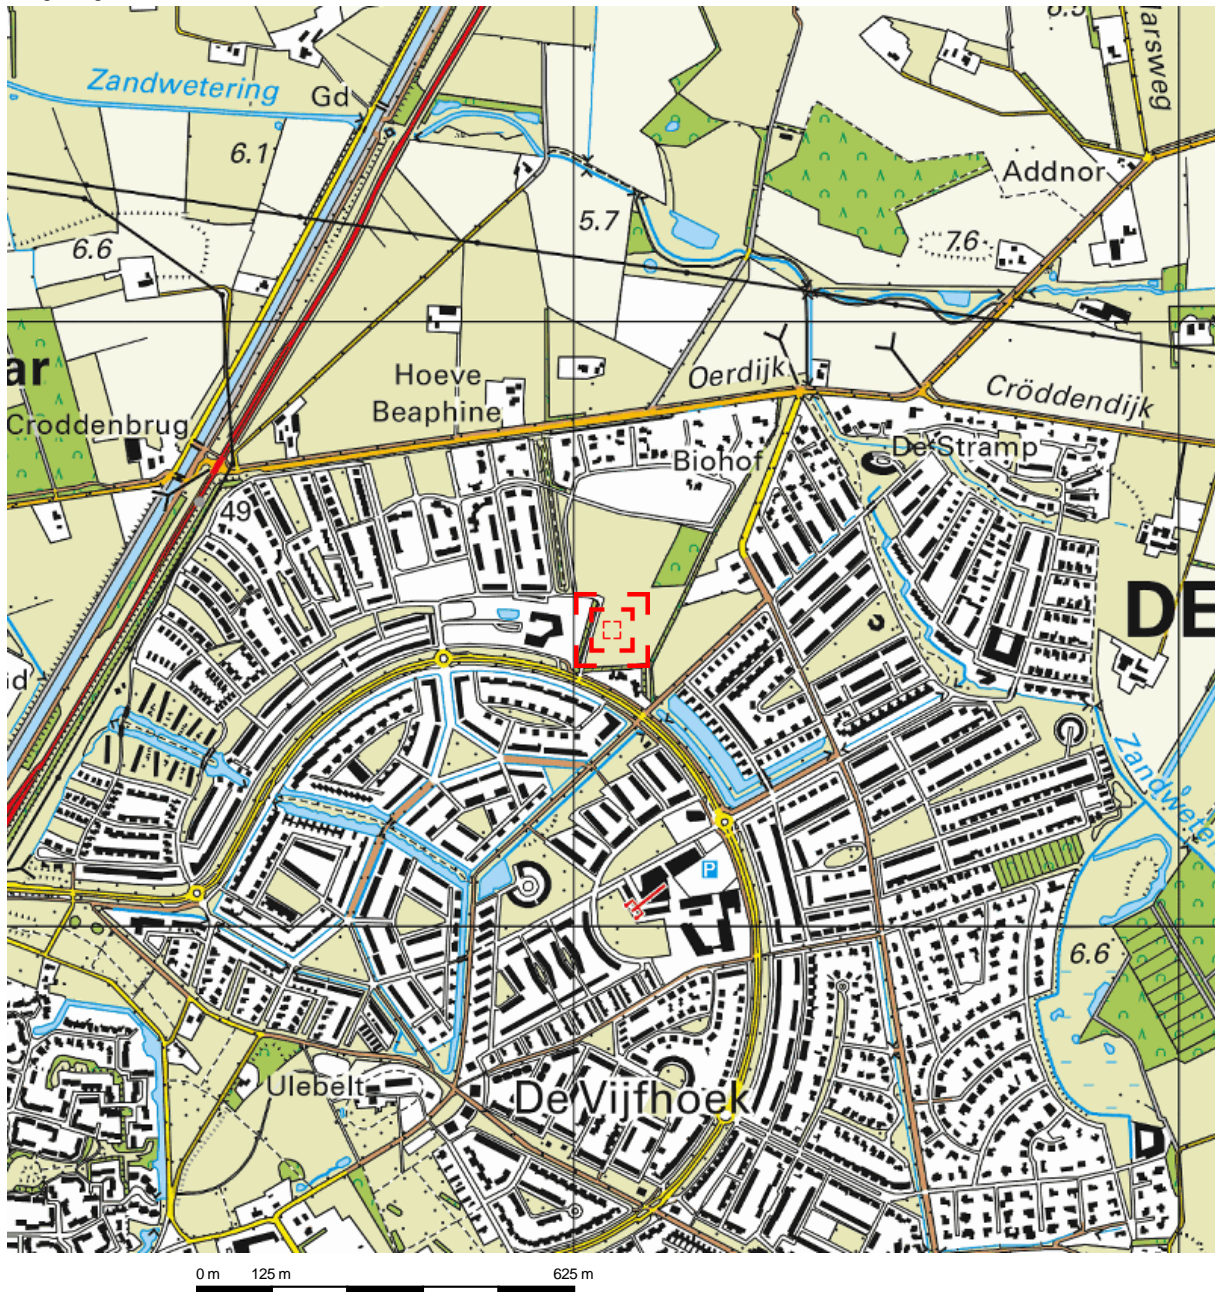 Zandwetering
Gd
6.1
Marsweg
Addnor
5.7
7.6
6.6
Hoeve
Beaphine
Oerdijk
Cröddendijk
ar
Croddenbrug
Biohof
De Stramp
49
DE
Zandweter
P
6.6
Ulebelt
De Vijfhoek
0 m 125 m 625 m